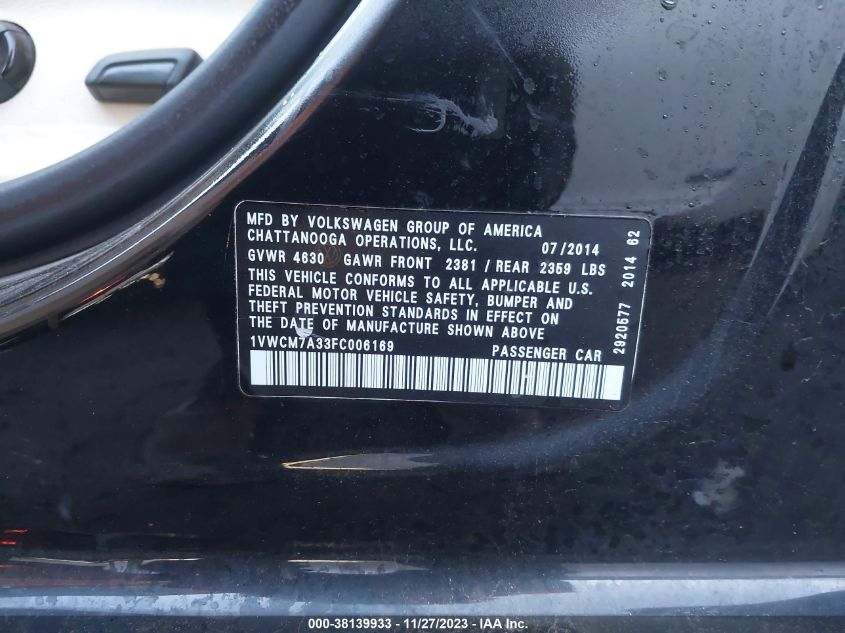 MFD BY VOLKSWAGEN GROUP OF AMERICA
CHATTANOOGA OPERATIONS, LLC. 07/2014
GVWR 4630 GAWR FRONT 2381 / REAR 2359 LBS
THIS VEHICLE CONFORMS TO ALL APPLICABLE U.S.
FEDERAL MOTOR VEHICLE SAFETY, BUMPER AND
THEFT PREVENTION STANDARDS IN EFFECT ON
THE DATE OF MANUFACTURE SHOWN ABOVE
1VWCM7A33FC006169 PASSENGER CAR
2920577 2014 62
000-38139933 - 11/27/2023 - IAA Inc.